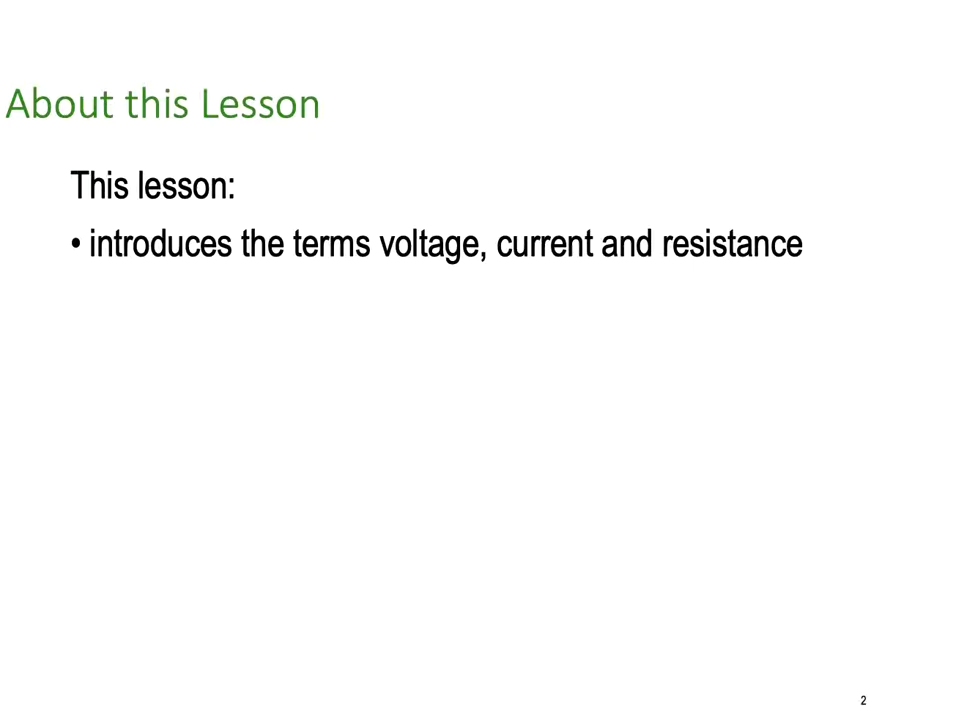 About this Lesson
This lesson:
• introduces the terms voltage, current and resistance
2